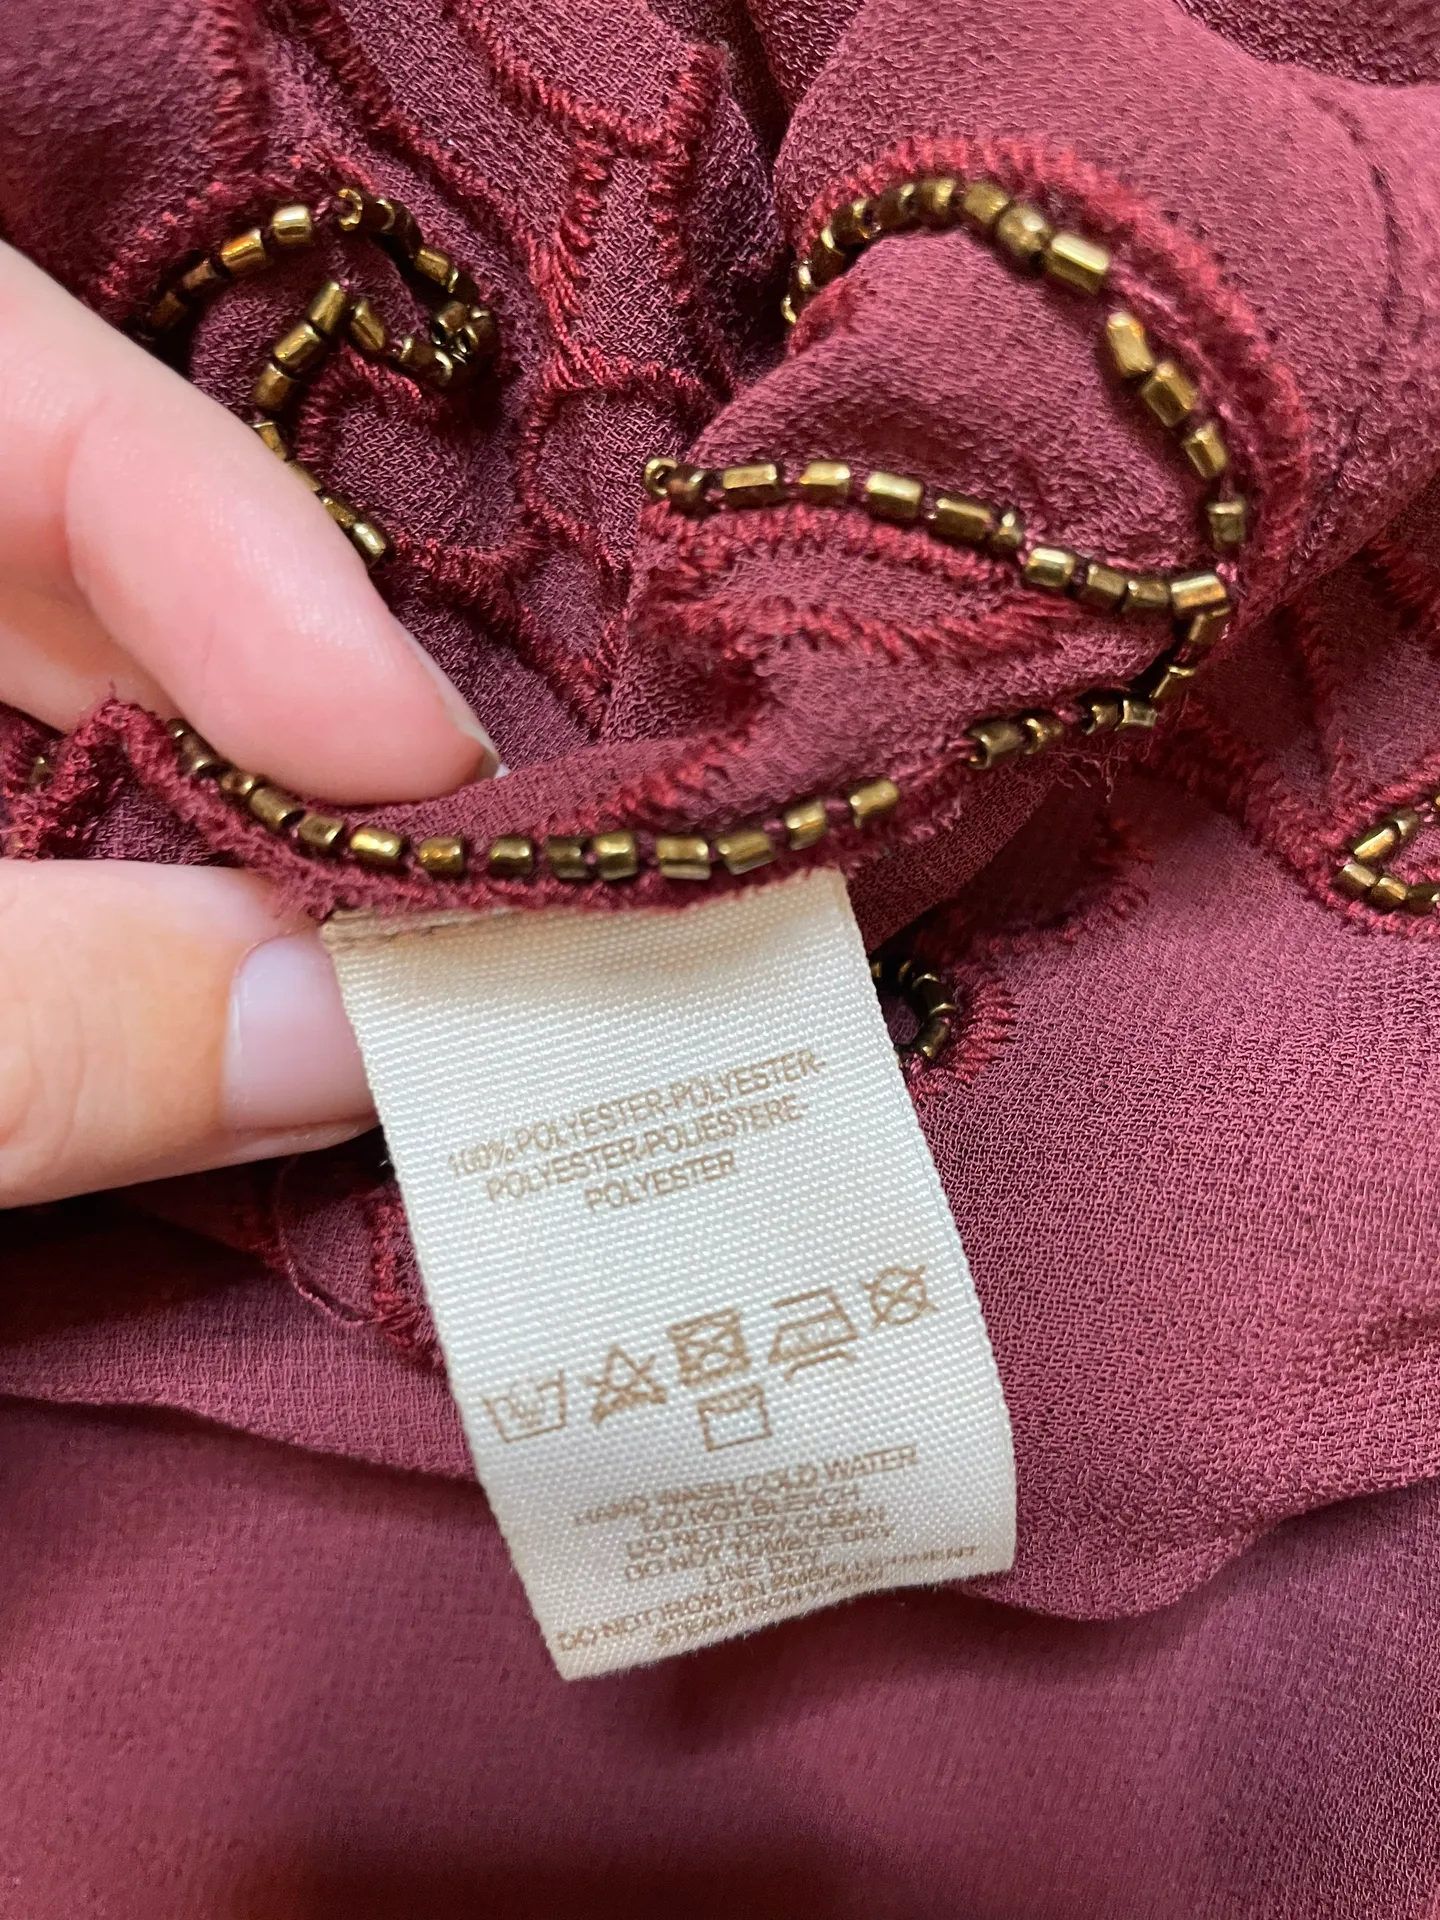 100% POLYESTER-POLYESTER-
POLYESTER-POLIESTERE
POLYESTER
HAND WASH COLD WATER
DO NOT BLEACH
DO NOT DRY CLEAN
DO NOT TUMBLE DRY
LINE DRY
DO NOT IRON ON EMBELLISHMENT
STEAM IRON WARM